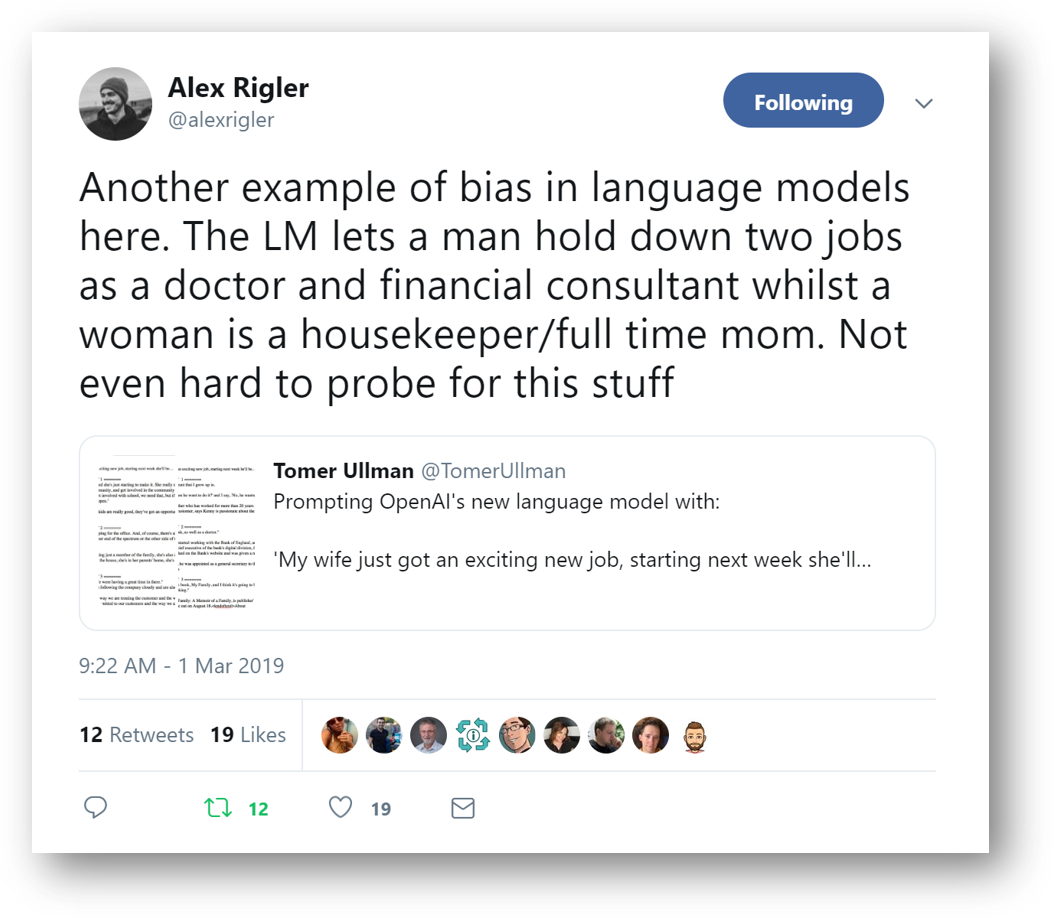 Alex Rigler
@alexrigler
Following
Another example of bias in language models
here. The LM lets a man hold down two jobs
as a doctor and financial consultant whilst a
woman is a housekeeper/full time mom. Not
even hard to probe for this stuff
Tomer Ullman @TomerUllman
Prompting OpenAI's new language model with:
'My wife just got an exciting new job, starting next week she'll...
9:22 AM - 1 Mar 2019
12 Retweets 19 Likes
12 19